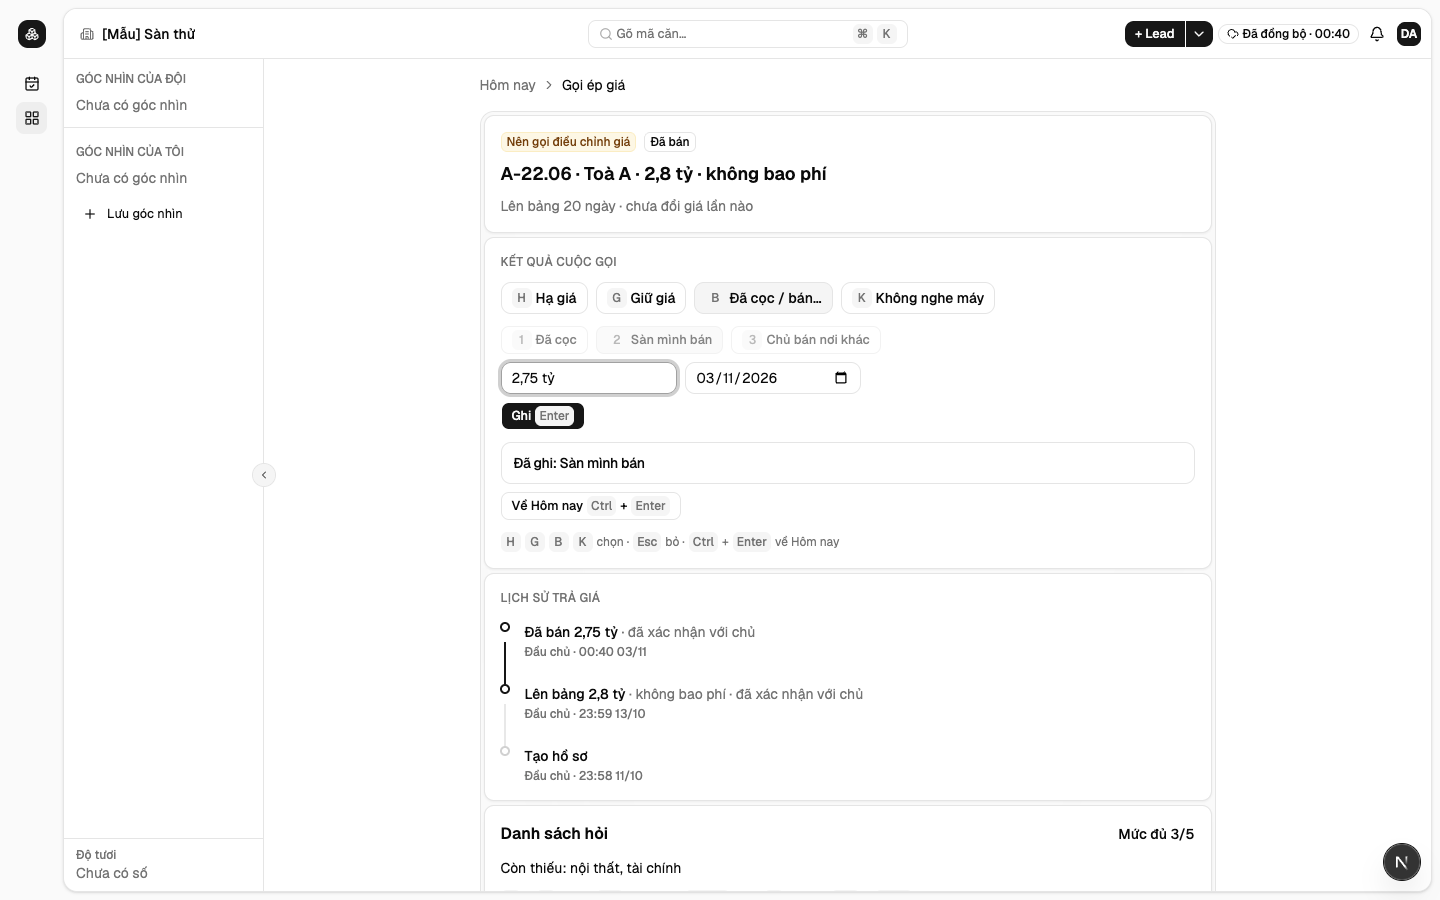 [Mẫu] Sàn thử
Gõ mã căn... ⌘ K
+ Lead
Đã đồng bộ · 00:40
DA
GÓC NHÌN CỦA ĐỘI
Chưa có góc nhìn
GÓC NHÌN CỦA TÔI
Chưa có góc nhìn
+ Lưu góc nhìn
Độ tươi
Chưa có số
Hôm nay > Gọi ép giá
Nên gọi điều chỉnh giá Đã bán
A-22.06 · Toà A · 2,8 tỷ · không bao phí
Lên bảng 20 ngày · chưa đổi giá lần nào
KẾT QUẢ CUỘC GỌI
H Hạ giá G Giữ giá B Đã cọc / bán... K Không nghe máy
1 Đã cọc 2 Sàn mình bán 3 Chủ bán nơi khác
2,75 tỷ 03/11/2026
Ghi Enter
Đã ghi: Sàn mình bán
Về Hôm nay Ctrl + Enter
H G B K chọn · Esc bỏ · Ctrl + Enter về Hôm nay
LỊCH SỬ TRẢ GIÁ
Đã bán 2,75 tỷ · đã xác nhận với chủ
Đầu chủ · 00:40 03/11
Lên bảng 2,8 tỷ · không bao phí · đã xác nhận với chủ
Đầu chủ · 23:59 13/10
Tạo hồ sơ
Đầu chủ · 23:58 11/10
Danh sách hỏi Mức đủ 3/5
Còn thiếu: nội thất, tài chính
N